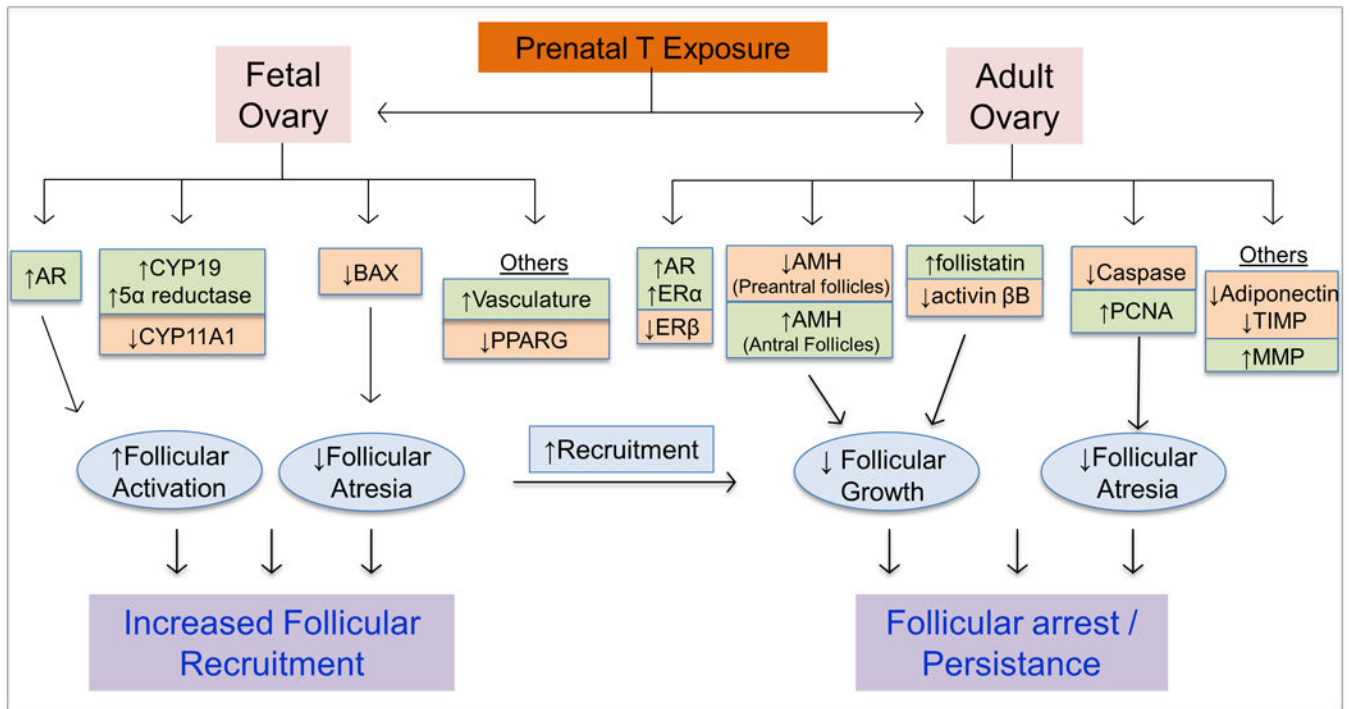 Prenatal T Exposure
Fetal
Ovary
Adult
Ovary
↑AR
↑CYP19
↑5α reductase
↓CYP11A1
↓BAX
Others
↑Vasculature
↓PPARG
↑AR
↑ERα
↓ERβ
↓AMH
(Preantral follicles)
↑AMH
(Antral Follicles)
↑follistatin
↓activin βB
↓Caspase
↑PCNA
Others
↓Adiponectin
↓TIMP
↑MMP
↑Follicular
Activation
↓Follicular
Atresia
↑Recruitment
↓ Follicular
Growth
↓Follicular
Atresia
Increased Follicular
Recruitment
Follicular arrest /
Persistance